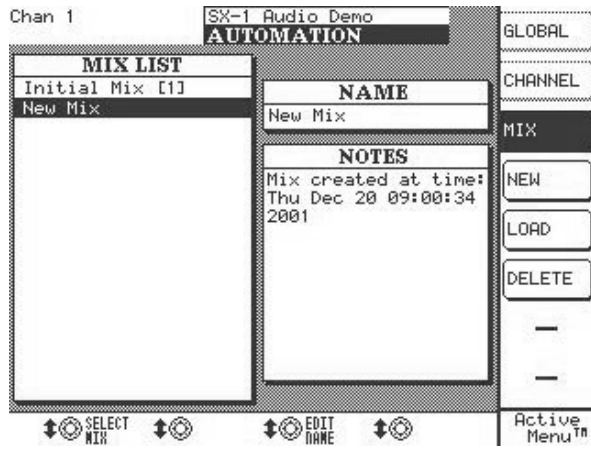 Chan 1
SX-1 Audio Demo
AUTOMATION
MIX LIST
Initial Mix [1]
New Mix
NAME
New Mix
NOTES
Mix created at time:
Thu Dec 20 09:00:34
2001
GLOBAL
CHANNEL
MIX
NEW
LOAD
DELETE
SELECT
MIX
EDIT
NAME
Active
Menu™